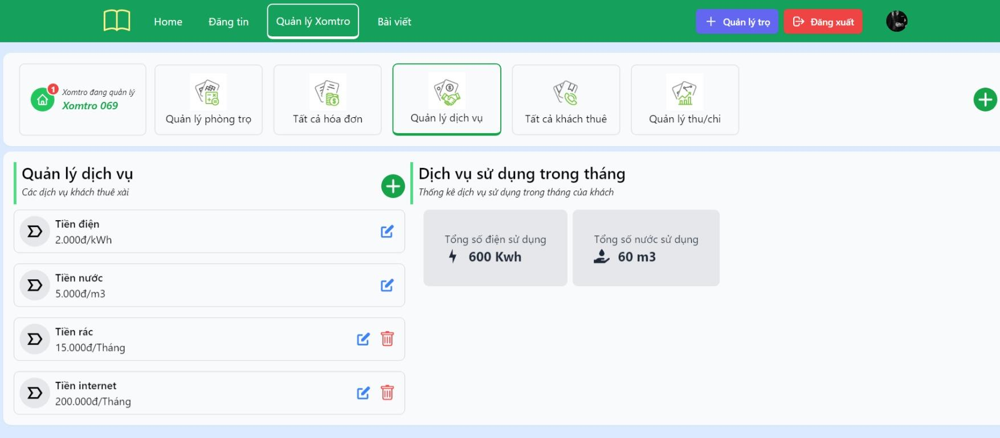 Home
Đăng tin
Quản lý Xomtro
Bài viết
Quản lý trọ
Đăng xuất
1
Xomtro đang quản lý
Xomtro 069
Quản lý phòng trọ
Tất cả hóa đơn
Quản lý dịch vụ
Tất cả khách thuê
Quản lý thu/chi
Quản lý dịch vụ
Các dịch vụ khách thuê xài
Tiền điện
2.000đ/kWh
Tiền nước
5.000đ/m3
Tiền rác
15.000đ/Tháng
Tiền internet
200.000đ/Tháng
Dịch vụ sử dụng trong tháng
Thống kê dịch vụ sử dụng trong tháng của khách
Tổng số điện sử dụng
600 Kwh
Tổng số nước sử dụng
60 m3